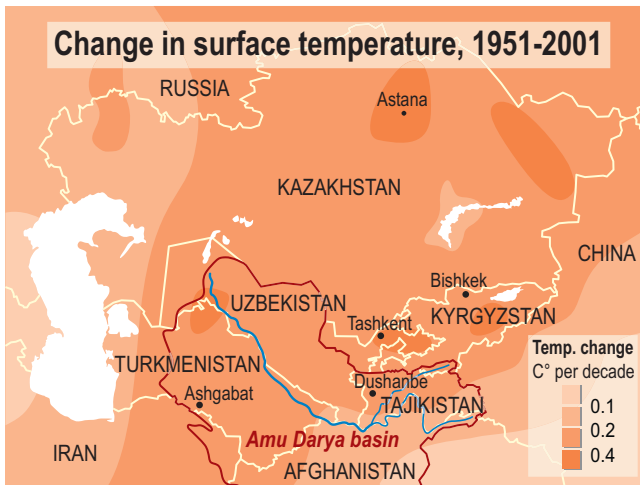 Change in surface temperature, 1951-2001
RUSSIA
Astana
KAZAKHSTAN
CHINA
Bishkek
UZBEKISTAN
KYRGYZSTAN
Tashkent
TURKMENISTAN
Dushanbe
Ashgabat
TAJIKISTAN
Amu Darya basin
IRAN
AFGHANISTAN
Temp. change
C° per decade
0.1
0.2
0.4